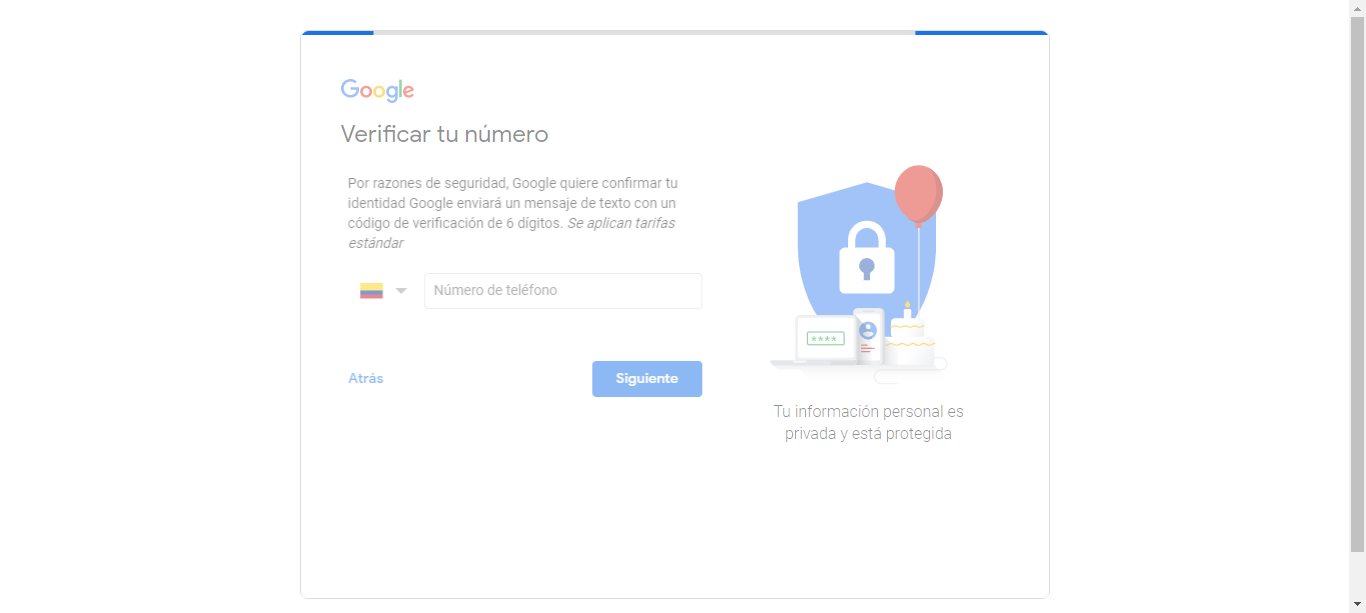 Google
Verificar tu número
Por razones de seguridad, Google quiere confirmar tu
identidad Google enviará un mensaje de texto con un
código de verificación de 6 dígitos. Se aplican tarifas
estándar
Número de teléfono
Atrás
Siguiente
****
Tu información personal es
privada y está protegida